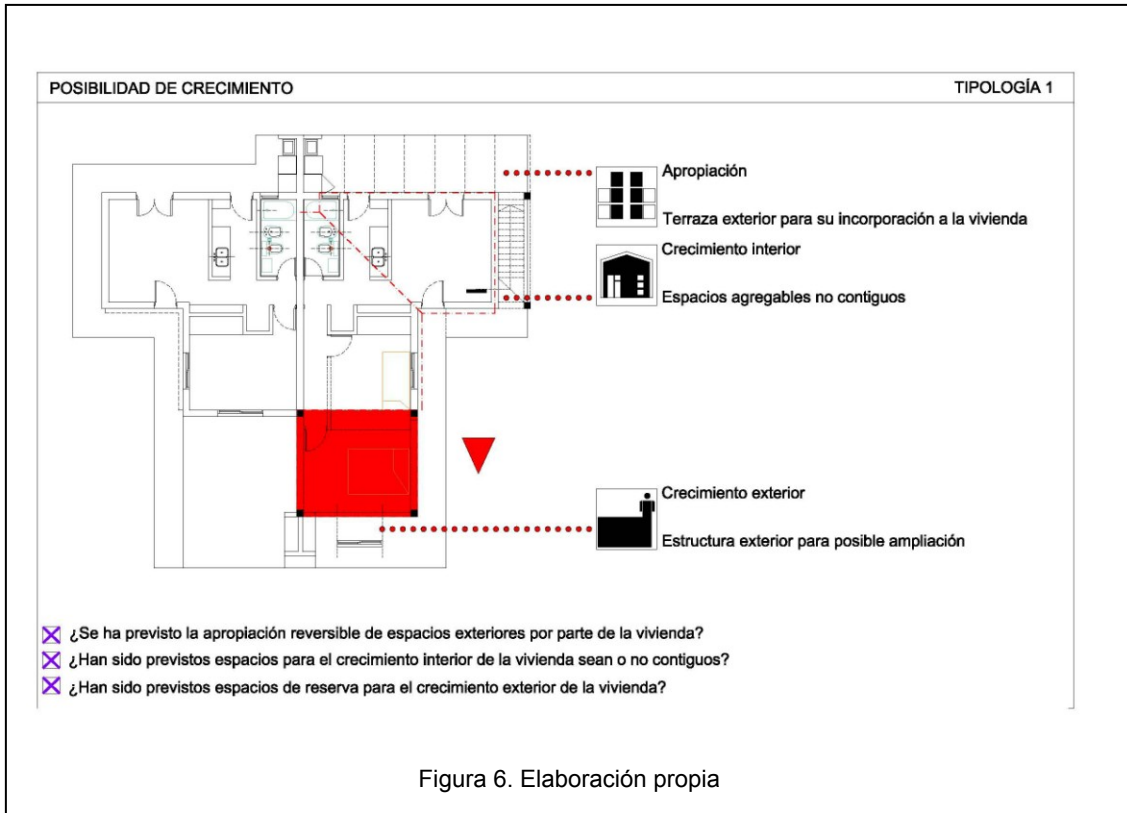 POSIBILIDAD DE CRECIMIENTO
TIPOLOGÍA 1
Apropiación
Terraza exterior para su incorporación a la vivienda
Crecimiento interior
Espacios agregables no contiguos
Crecimiento exterior
Estructura exterior para posible ampliación
¿Se ha previsto la apropiación reversible de espacios exteriores por parte de la vivienda?
¿Han sido previstos espacios para el crecimiento interior de la vivienda sean o no contiguos?
¿Han sido previstos espacios de reserva para el crecimiento exterior de la vivienda?
Figura 6. Elaboración propia